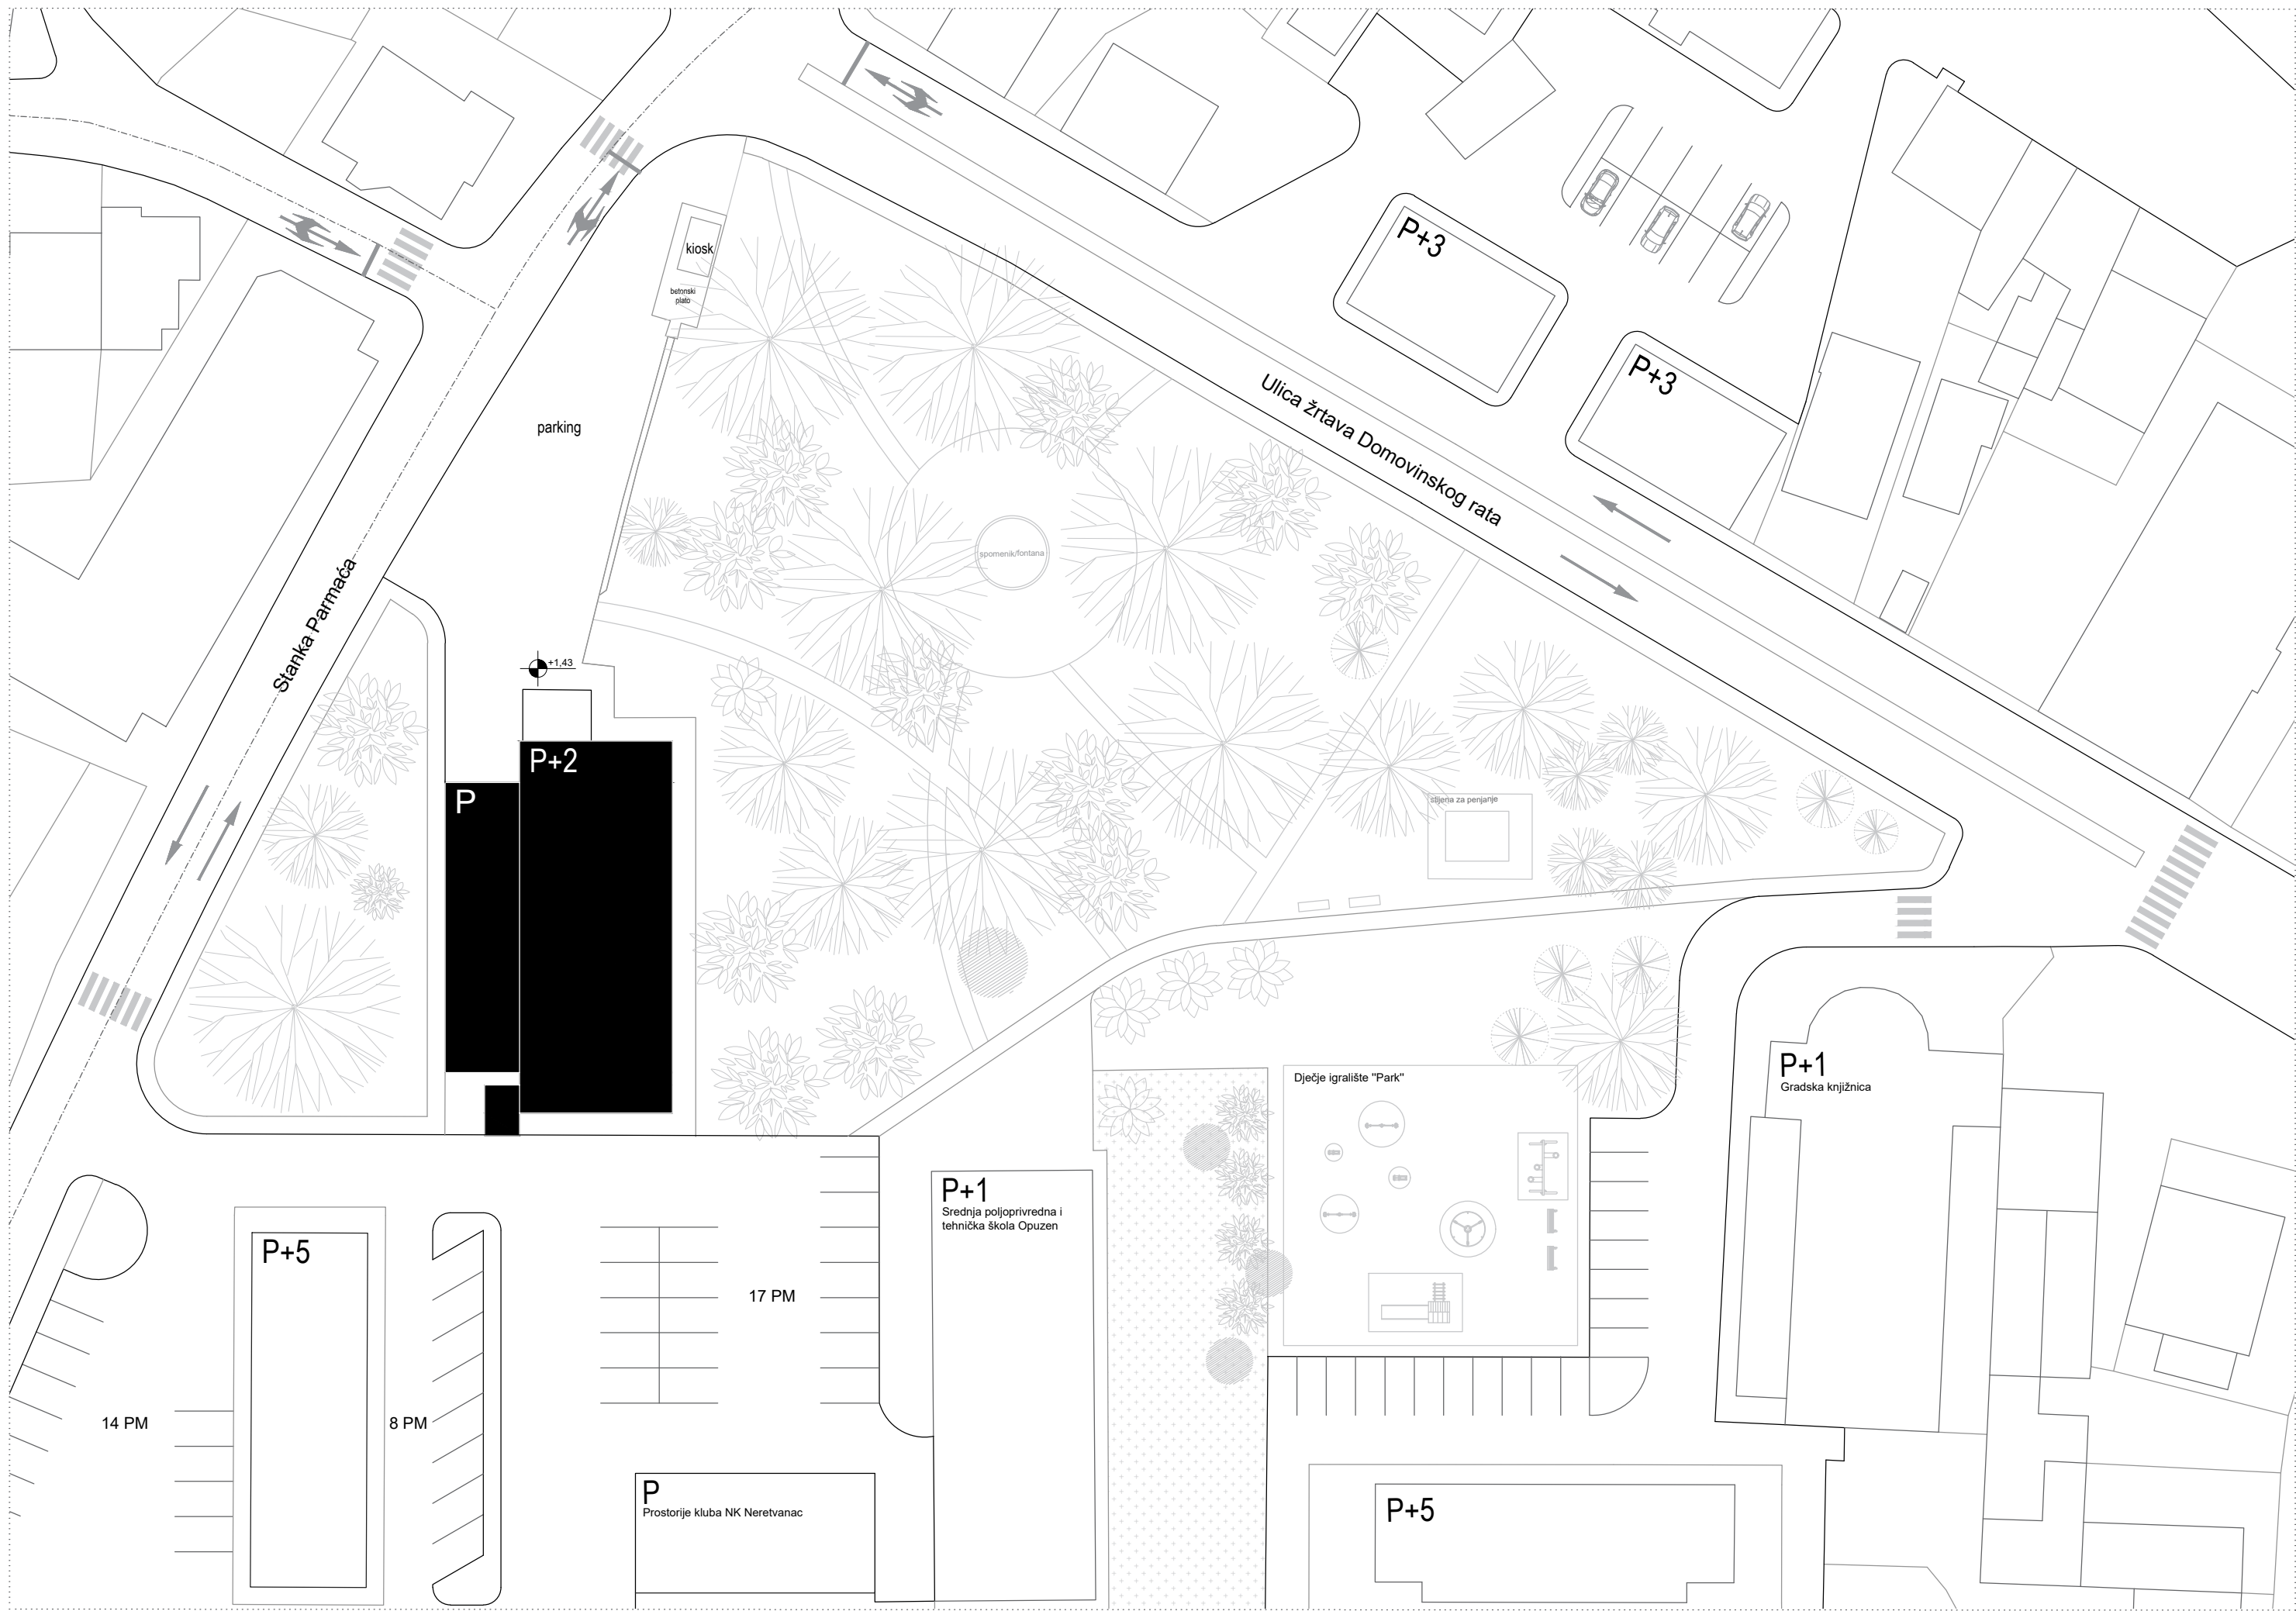 kiosk
betonski
plato
P+3
P+3
Ulica žrtava Domovinskog rata
parking
spomenik/fontana
Stanka Parmaća
+1,43
P+2
P
stijena za penjanje
P+1
Gradska knjižnica
Dječje igralište "Park"
P+1
Srednja poljoprivredna i
tehnička škola Opuzen
P+5
17 PM
14 PM
8 PM
P
Prostorije kluba NK Neretvanac
P+5